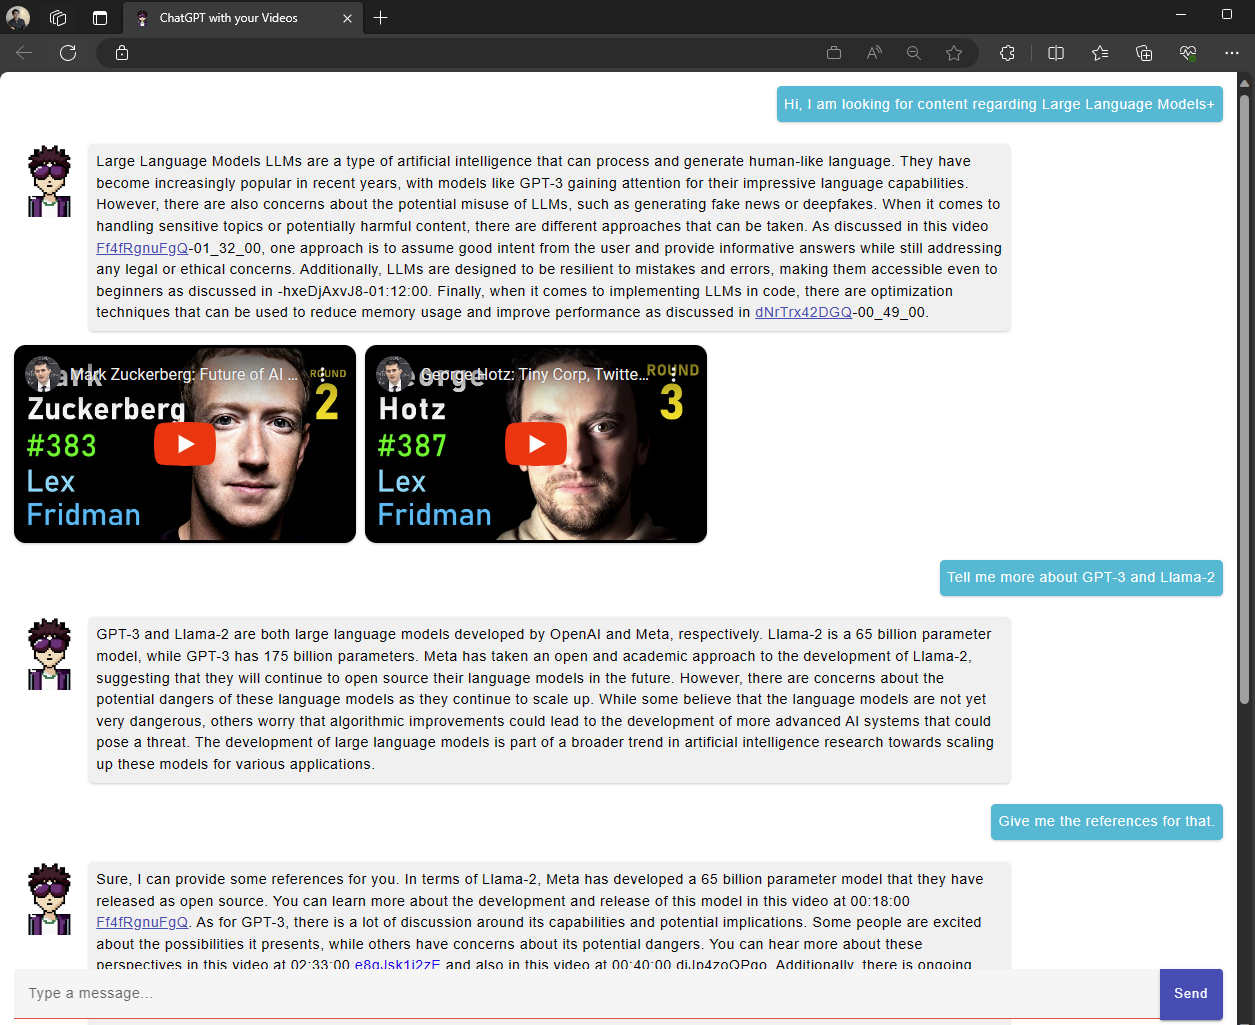 ChatGPT with your Videos
Hi, I am looking for content regarding Large Language Models+
Large Language Models LLMs are a type of artificial intelligence that can process and generate human-like language. They have
become increasingly popular in recent years, with models like GPT-3 gaining attention for their impressive language capabilities.
However, there are also concerns about the potential misuse of LLMs, such as generating fake news or deepfakes. When it comes to
handling sensitive topics or potentially harmful content, there are different approaches that can be taken. As discussed in this video
Ff4fRgnuFgQ-01_32_00, one approach is to assume good intent from the user and provide informative answers while still addressing
any legal or ethical concerns. Additionally, LLMs are designed to be resilient to mistakes and errors, making them accessible even to
beginners as discussed in -hxeDjAxvJ8-01:12:00. Finally, when it comes to implementing LLMs in code, there are optimization
techniques that can be used to reduce memory usage and improve performance as discussed in dNrTrx42DGQ-00_49_00.
Mark Zuckerberg: Future of AI ...
Mark
Zuckerberg
#383
Lex
Fridman
ROUND
2
George Hotz: Tiny Corp, Twitte...
George
Hotz
#387
Lex
Fridman
ROUND
3
Tell me more about GPT-3 and Llama-2
GPT-3 and Llama-2 are both large language models developed by OpenAI and Meta, respectively. Llama-2 is a 65 billion parameter
model, while GPT-3 has 175 billion parameters. Meta has taken an open and academic approach to the development of Llama-2,
suggesting that they will continue to open source their language models in the future. However, there are concerns about the
potential dangers of these language models as they continue to scale up. While some believe that the language models are not yet
very dangerous, others worry that algorithmic improvements could lead to the development of more advanced AI systems that could
pose a threat. The development of large language models is part of a broader trend in artificial intelligence research towards scaling
up these models for various applications.
Give me the references for that.
Sure, I can provide some references for you. In terms of Llama-2, Meta has developed a 65 billion parameter model that they have
released as open source. You can learn more about the development and release of this model in this video at 00:18:00
Ff4fRgnuFgQ. As for GPT-3, there is a lot of discussion around its capabilities and potential implications. Some people are excited
about the possibilities it presents, while others have concerns about its potential dangers. You can hear more about these
perspectives in this video at 02:33:00 and also in this video at 00:40:00 Additionally, there is ongoing
Type a message...
Send